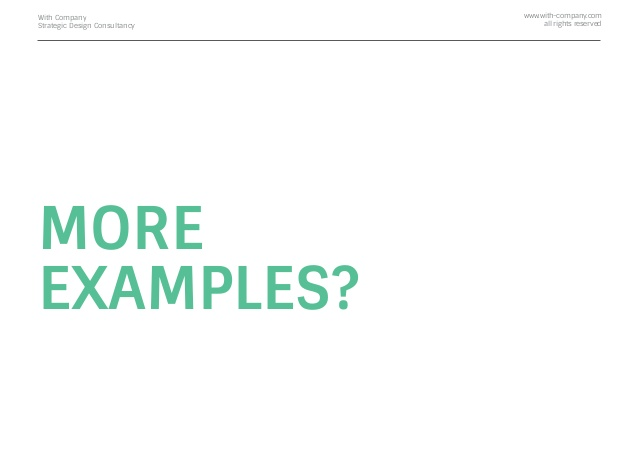 With Company
Strategic Design Consultancy
www.with-company.com
all rights reserved
MORE
EXAMPLES?